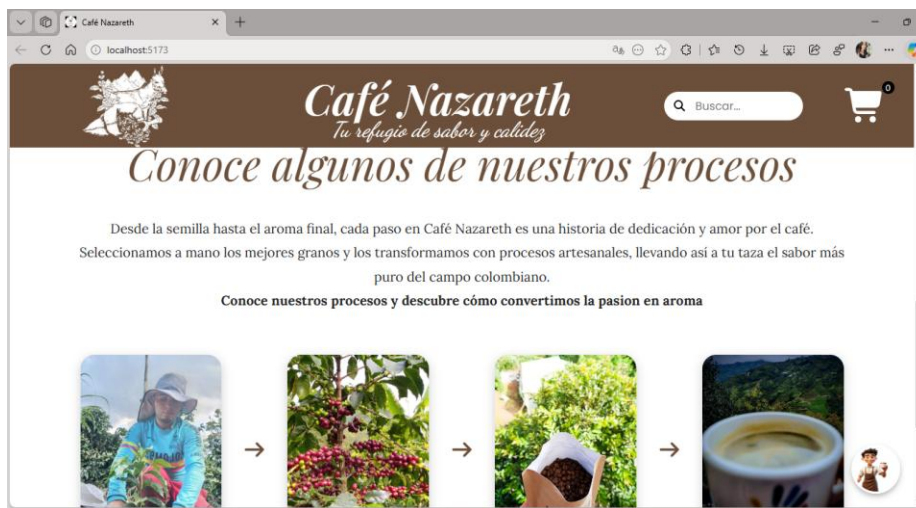 Café Nazareth
localhost:5173
Café Nazareth
Tu refugio de sabor y calidez
Buscar...
0
Conoce algunos de nuestros procesos
Desde la semilla hasta el aroma final, cada paso en Café Nazareth es una historia de dedicación y amor por el café.
Seleccionamos a mano los mejores granos y los transformamos con procesos artesanales, llevando así a tu taza el sabor más
puro del campo colombiano.
Conoce nuestros procesos y descubre cómo convertimos la pasion en aroma